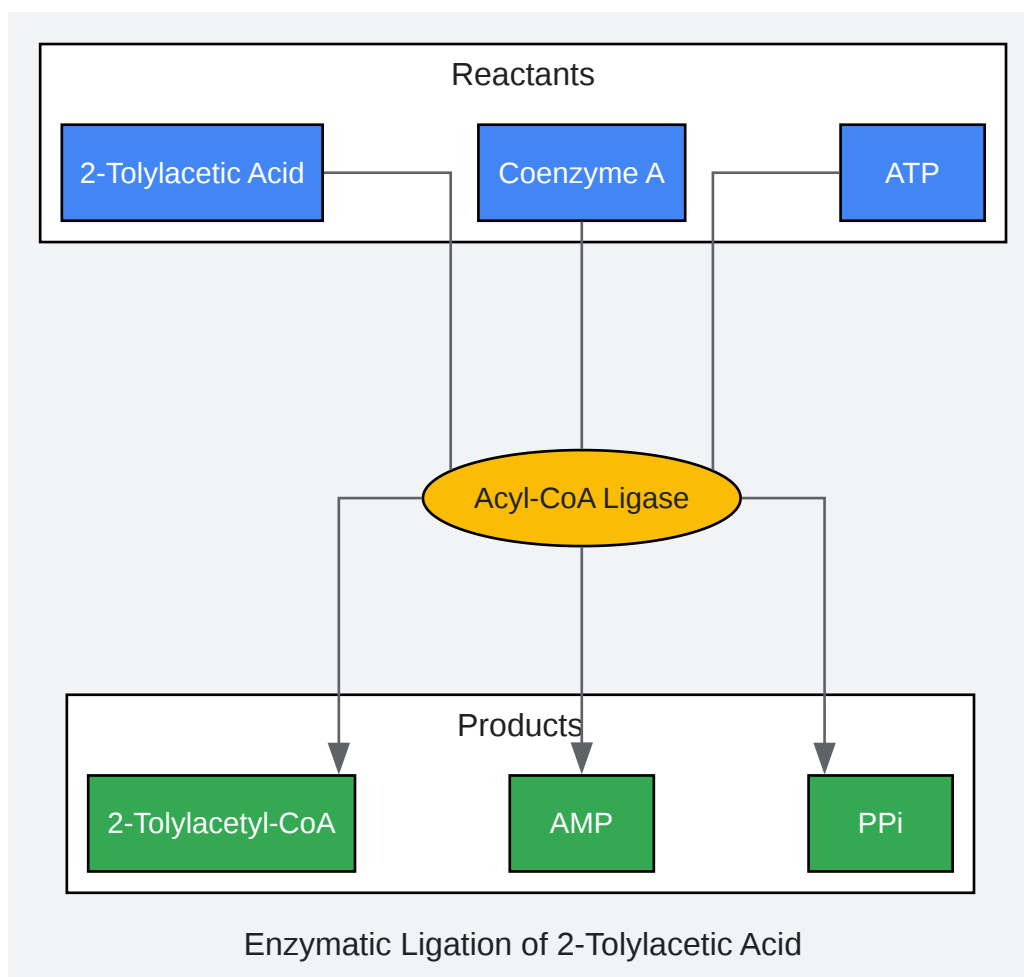 Reactants
2-Tolylacetic Acid
Coenzyme A
ATP
Acyl-CoA Ligase
Products
2-Tolylacetyl-CoA
AMP
PPi
Enzymatic Ligation of 2-Tolylacetic Acid